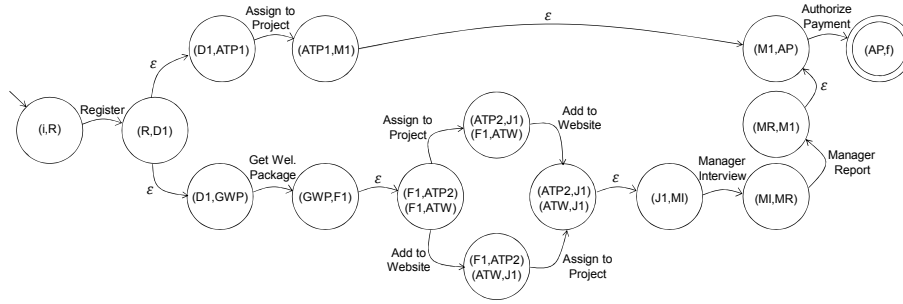 Assign to
Project
ε
Authorize
Payment
(D1,ATP1)
(ATP1,M1)
(M1,AP)
(AP,f)
ε
ε
Register
(i,R)
(R,D1)
(MR,M1)
(ATP2,J1)
(F1,ATW)
Assign to
Project
Add to
Website
Get Wel.
Package
Manager
Interview
Manager
Report
ε
ε
ε
(D1,GWP)
(GWP,F1)
(F1,ATP2)
(F1,ATW)
(ATP2,J1)
(ATW,J1)
(J1,MI)
(MI,MR)
Add to
Website
(F1,ATP2)
(ATW,J1)
Assign to
Project